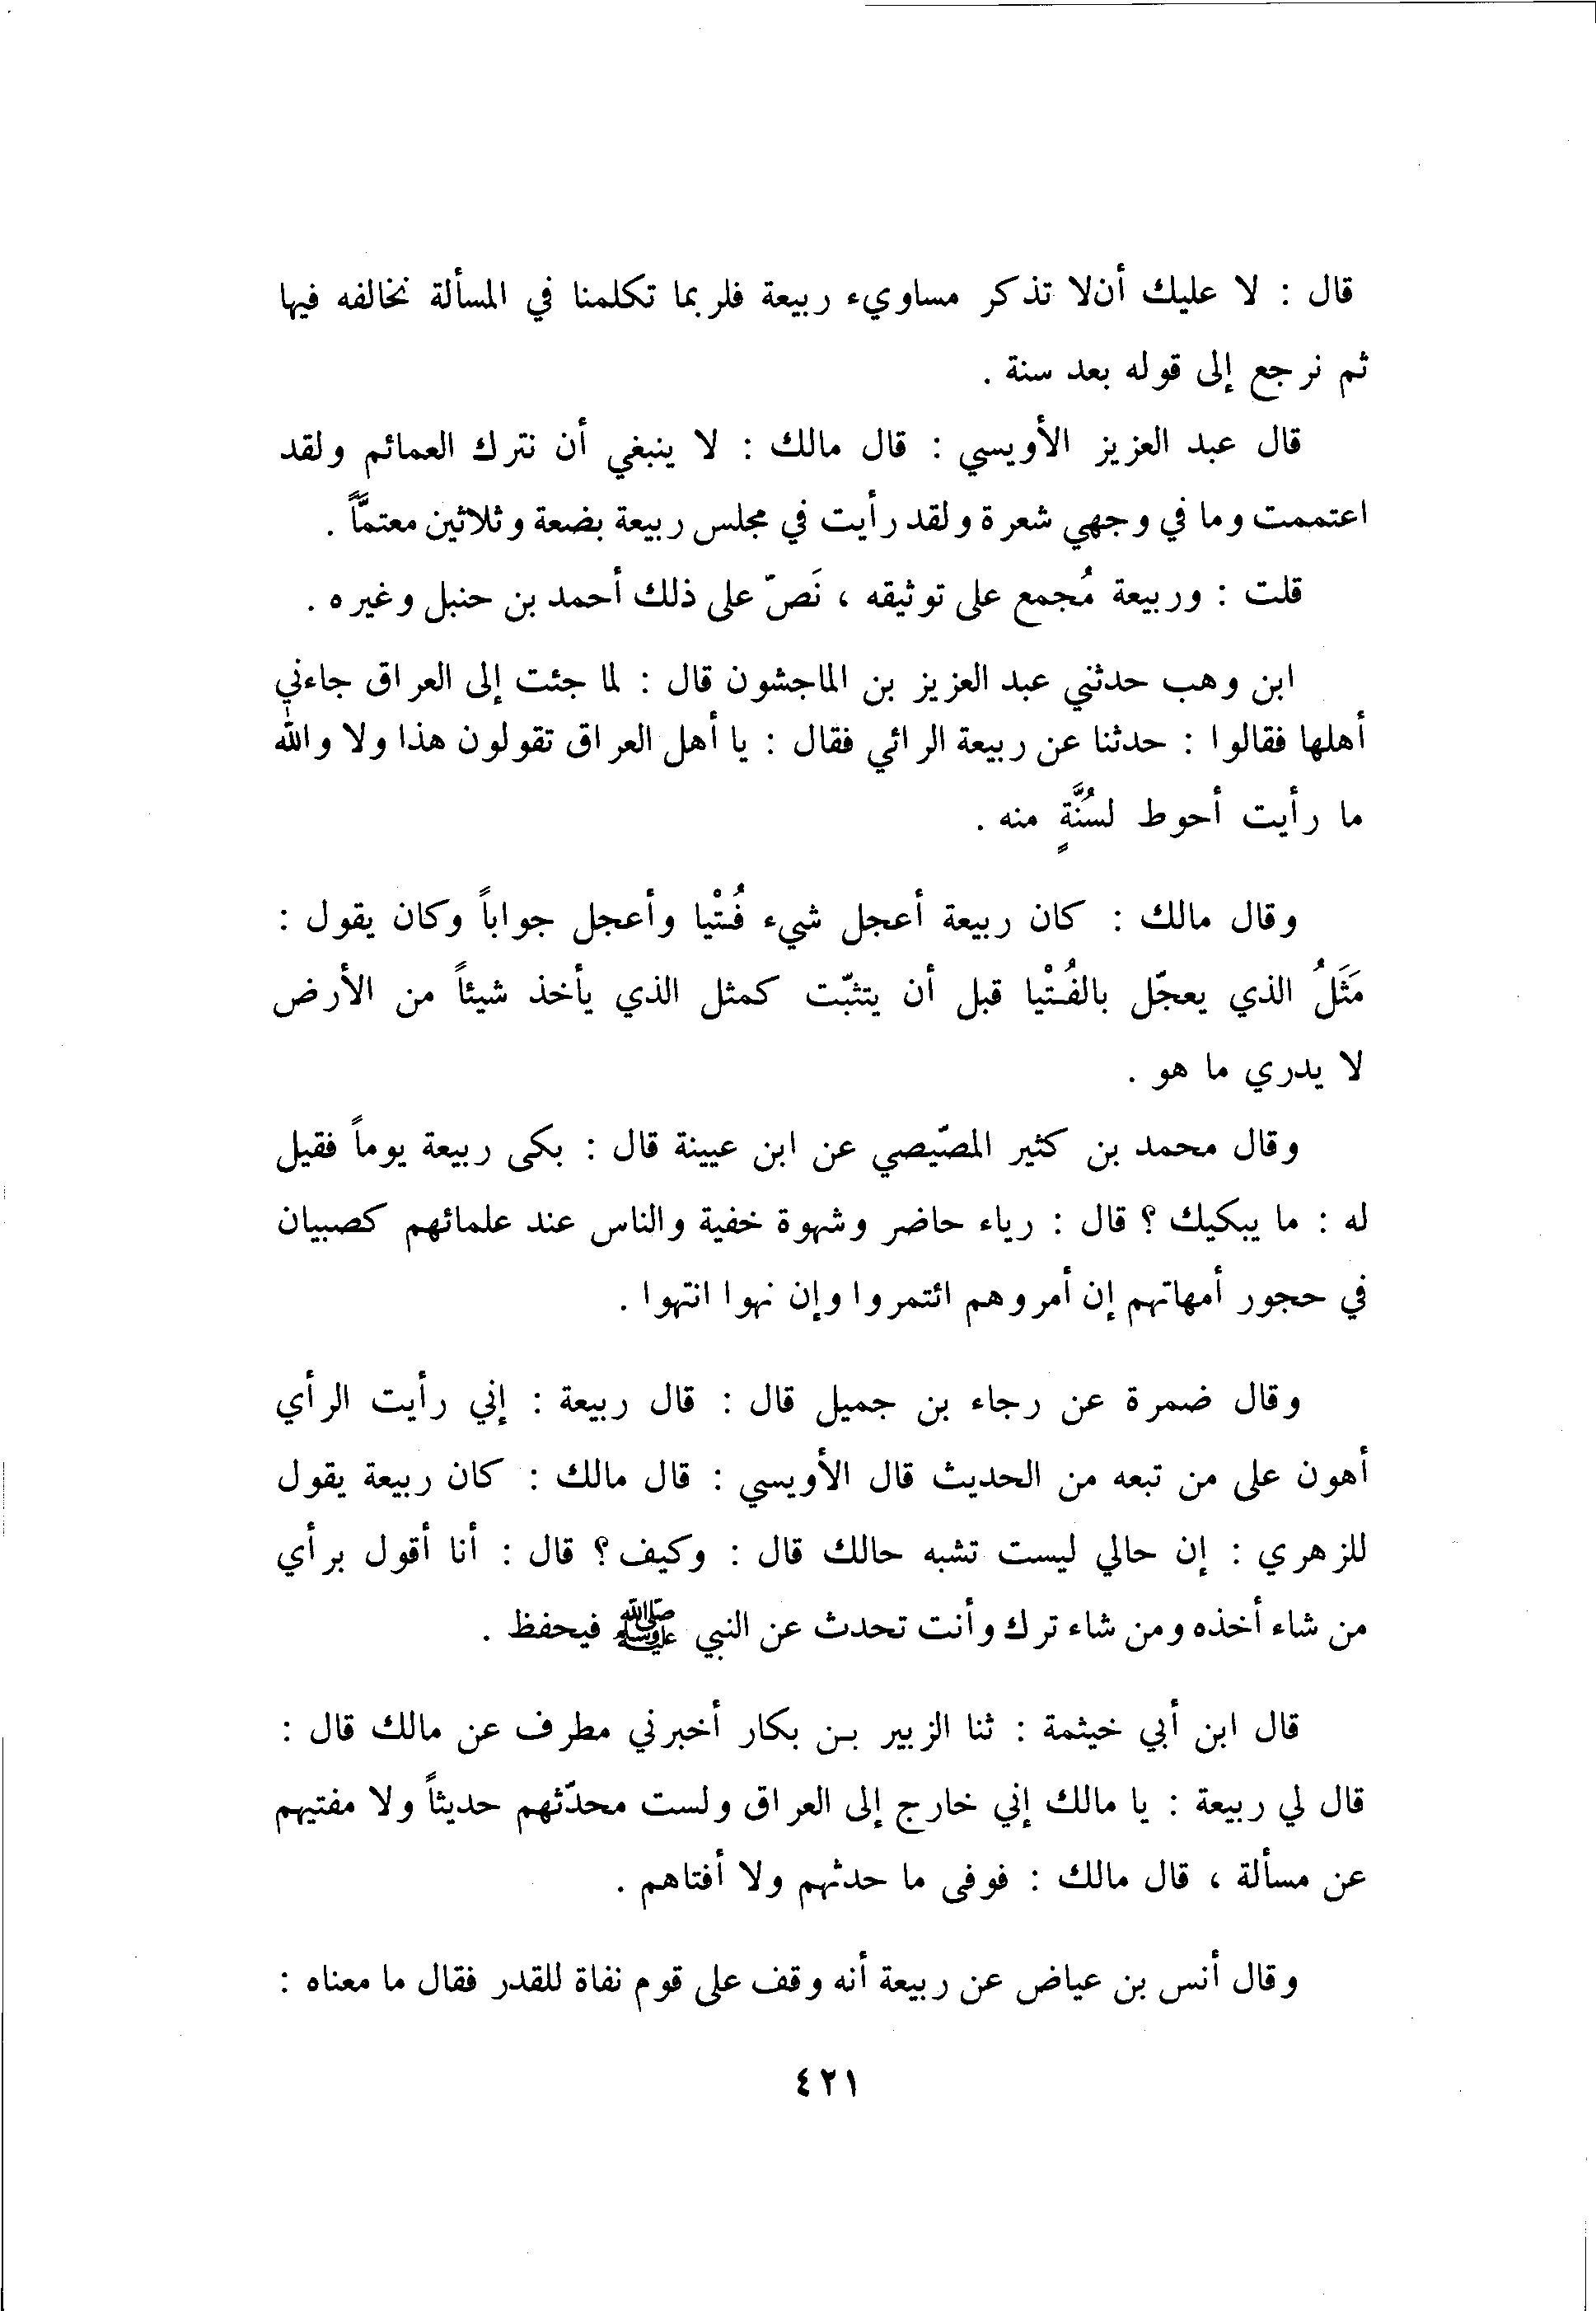 قال : لا عليك أن لا تذكر مساوىء ربيعة فلربما تكلمنا في المسألة نخالفه فيها
ثم نرجع إلى قوله بعد سنة .
قال عبد العزيز الأويسي : قال مالك : لا ينبغي أن نترك العمائم ولقد
اعتممت وما في وجهي شعرة ولقد رأيت في مجلس ربيعة بضعة وثلاثين معتمّاً .
قلت : وربيعة مُجمع على توثيقه ، نَصّ على ذلك أحمد بن حنبل وغيره .
ابن وهب حدثني عبد العزيز بن الماجشون قال : لما جئت إلى العراق جاءني
أهلها فقالوا : حدثنا عن ربيعة الرائي فقال : يا أهل العراق تقولون هذا ولا والله
ما رأيت أحوط لسُنَّةٍ منه .
وقال مالك : كان ربيعة أعجل شيء فُتْيا وأعجل جواباً وكان يقول :
مَثَلُ الذي يعجّل بالفُتْيا قبل أن يتثبّت كمثل الذي يأخذ شيئاً من الأرض
لا يدري ما هو .
وقال محمد بن كثير المصّيصي عن ابن عيينة قال : بكى ربيعة يوماً فقيل
له : ما يبكيك ؟ قال : رياء حاضر وشهوة خفية والناس عند علمائهم كصبيان
في حجور أمهاتهم إن أمروهم ائتمروا وإن نهوا انتهوا .
وقال ضمرة عن رجاء بن جميل قال : قال ربيعة : إني رأيت الرأي
أهون على من تبعه من الحديث قال الأويسي : قال مالك : كان ربيعة يقول
للزهري : إن حالي ليست تشبه حالك قال : وكيف ؟ قال : أنا أقول برأي
من شاء أخذه ومن شاء ترك وأنت تحدث عن النبي ﷺ فيحفظ .
قال ابن أبي خيثمة : ثنا الزبير بن بكار أخبرني مطرف عن مالك قال :
قال لي ربيعة : يا مالك إني خارج إلى العراق ولست محدّثهم حديثاً ولا مفتيهم
عن مسألة ، قال مالك : فوفى ما حدثهم ولا أفتاهم .
وقال أنس بن عياض عن ربيعة أنه وقف على قوم نفاة للقدر فقال ما معناه :
٤٢١